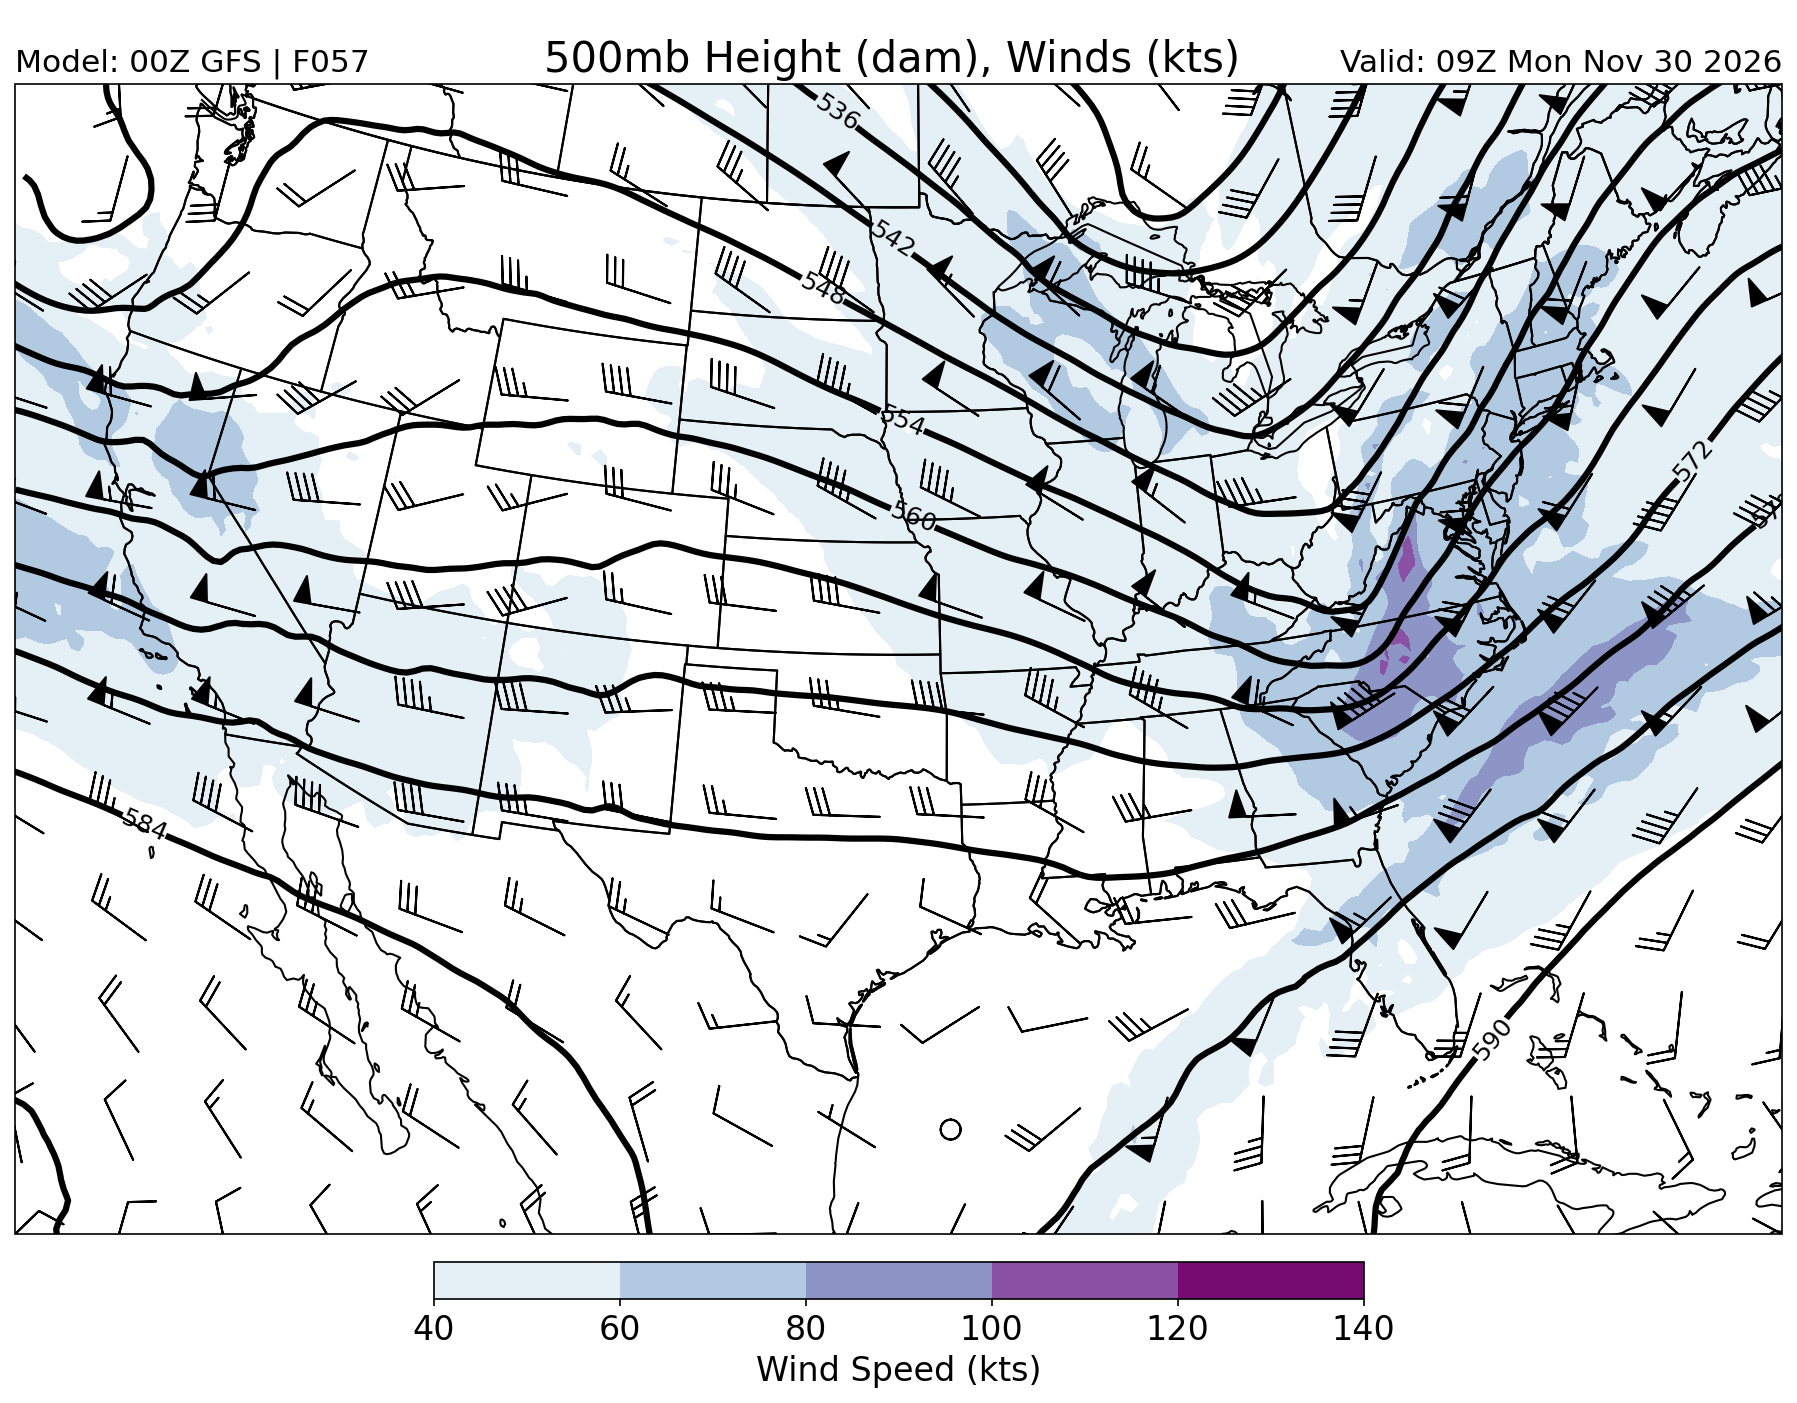 Model: 00Z GFS | F057
500mb Height (dam), Winds (kts)
Valid: 09Z Mon Nov 30 2026
536
542
548
554
560
572
584
590
40 60 80 100 120 140
Wind Speed (kts)